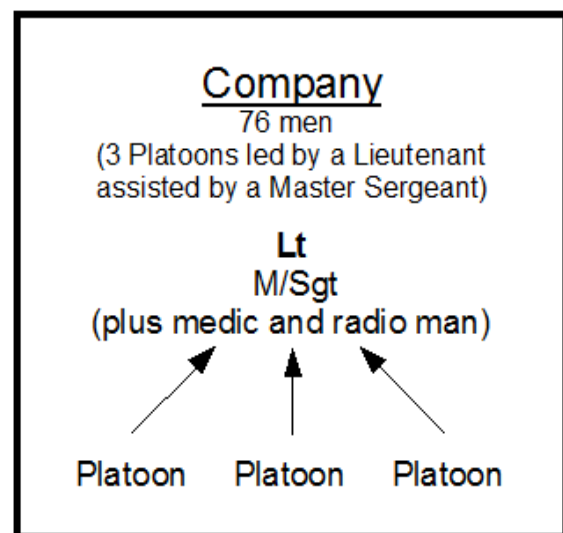 Company
76 men
(3 Platoons led by a Lieutenant
assisted by a Master Sergeant)
Lt
M/Sgt
(plus medic and radio man)
Platoon Platoon Platoon